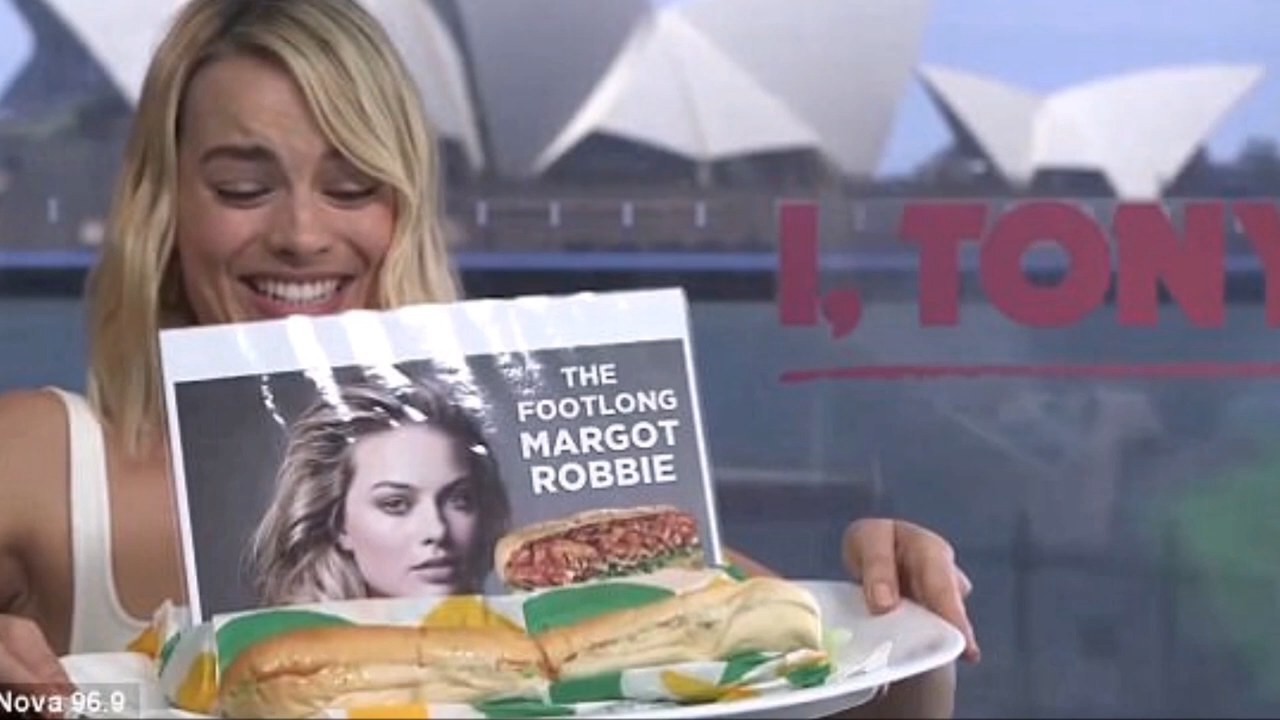 I, TONY
THE
FOOTLONG
MARGOT
ROBBIE
Nova 96.9